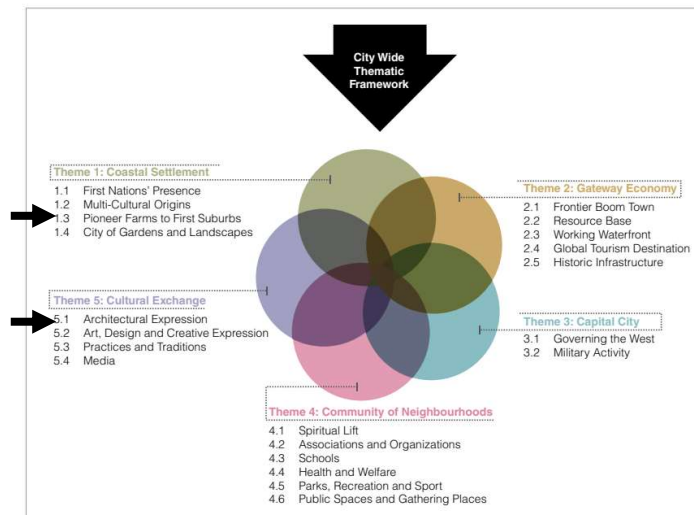 City Wide
Thematic
Framework
Theme 1: Coastal Settlement
1.1 First Nations' Presence
1.2 Multi-Cultural Origins
1.3 Pioneer Farms to First Suburbs
1.4 City of Gardens and Landscapes
Theme 2: Gateway Economy
2.1 Frontier Boom Town
2.2 Resource Base
2.3 Working Waterfront
2.4 Global Tourism Destination
2.5 Historic Infrastructure
Theme 5: Cultural Exchange
5.1 Architectural Expression
5.2 Art, Design and Creative Expression
5.3 Practices and Traditions
5.4 Media
Theme 3: Capital City
3.1 Governing the West
3.2 Military Activity
Theme 4: Community of Neighbourhoods
4.1 Spiritual Lift
4.2 Associations and Organizations
4.3 Schools
4.4 Health and Welfare
4.5 Parks, Recreation and Sport
4.6 Public Spaces and Gathering Places